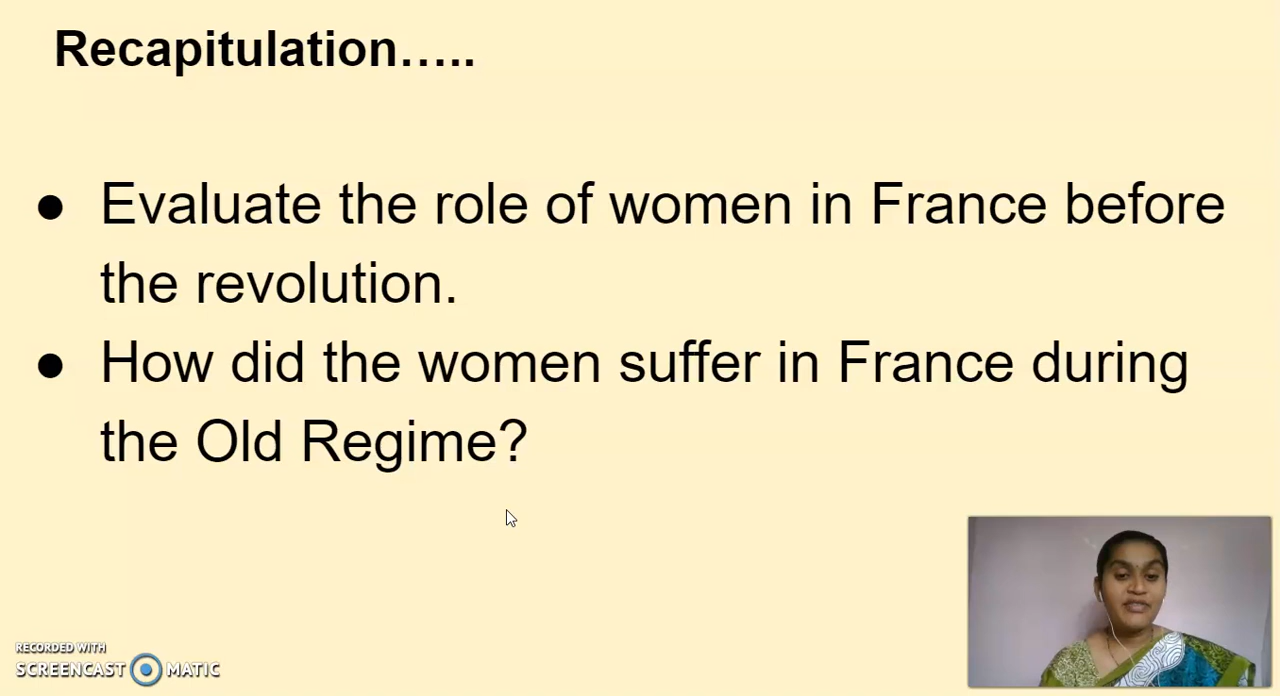 Recapitulation…..
● Evaluate the role of women in France before
the revolution.
● How did the women suffer in France during
the Old Regime?
RECORDED WITH
SCREENCAST MATIC